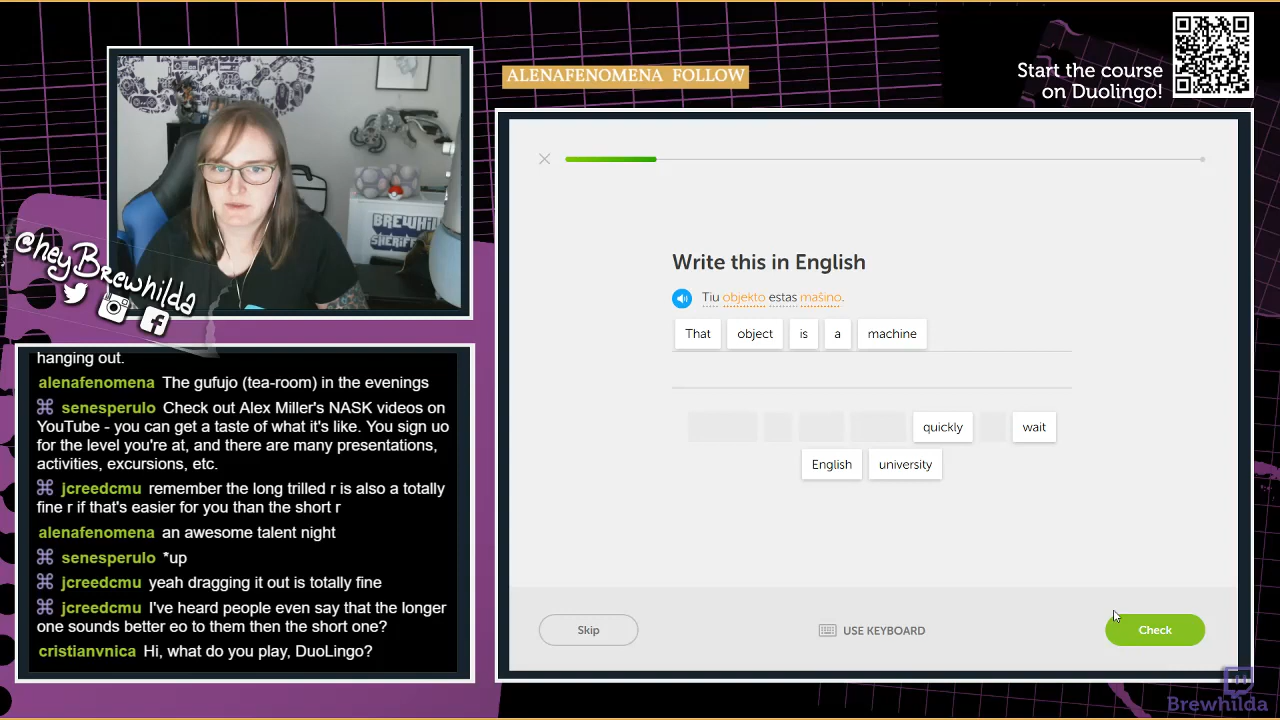 ALENAFENOMENA FOLLOW
Start the course
on Duolingo!
BREWHIL
SHERIFF
@heyBrewhilda
Write this in English
Tiu objekto estas maŝino.
That object is a machine
quickly wait
English university
Skip
USE KEYBOARD
Check
hanging out.
alenafenomena The gufujo (tea-room) in the evenings
senesperulo Check out Alex Miller's NASK videos on
YouTube - you can get a taste of what it's like. You sign uo
for the level you're at, and there are many presentations,
activities, excursions, etc.
jcreedcmu remember the long trilled r is also a totally
fine r if that's easier for you than the short r
alenafenomena an awesome talent night
senesperulo *up
jcreedcmu yeah dragging it out is totally fine
jcreedcmu I've heard people even say that the longer
one sounds better eo to them then the short one?
cristianvnica Hi, what do you play, DuoLingo?
Brewhilda